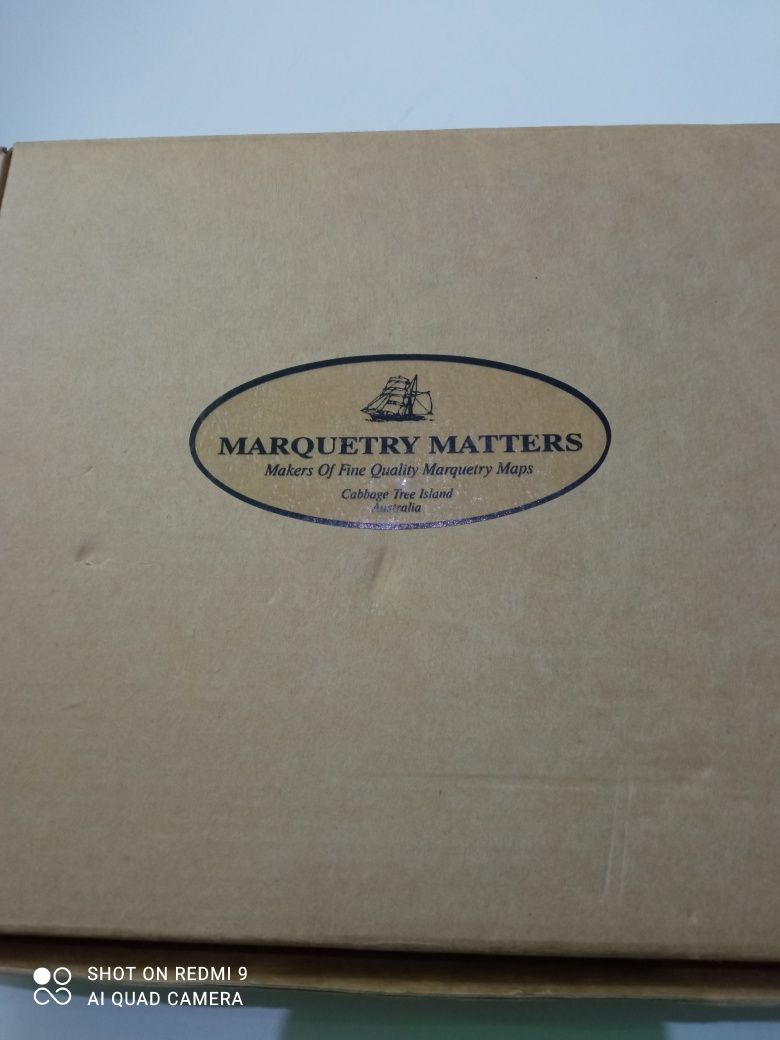 MARQUETRY MATTERS
Makers Of Fine Quality Marquetry Maps
Cabbage Tree Island
Australia
SHOT ON REDMI 9
AI QUAD CAMERA